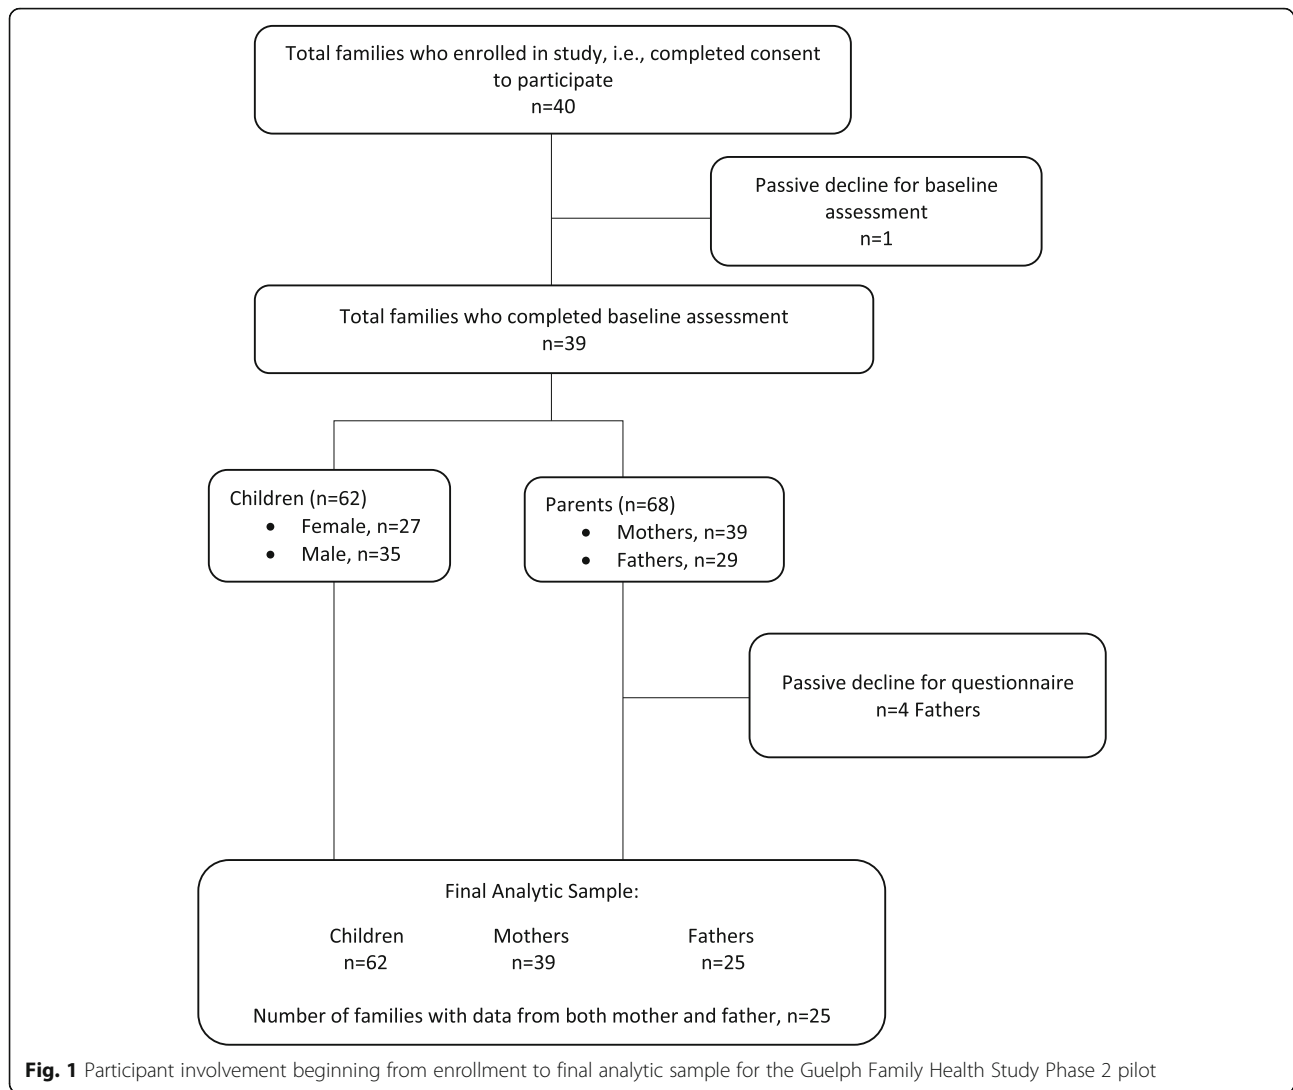 Total families who enrolled in study, i.e., completed consent
to participate
n=40
Passive decline for baseline
assessment
n=1
Total families who completed baseline assessment
n=39
Children (n=62)
• Female, n=27
• Male, n=35
Parents (n=68)
• Mothers, n=39
• Fathers, n=29
Passive decline for questionnaire
n=4 Fathers
Final Analytic Sample:
Children Mothers Fathers
n=62 n=39 n=25
Number of families with data from both mother and father, n=25
Fig. 1 Participant involvement beginning from enrollment to final analytic sample for the Guelph Family Health Study Phase 2 pilot